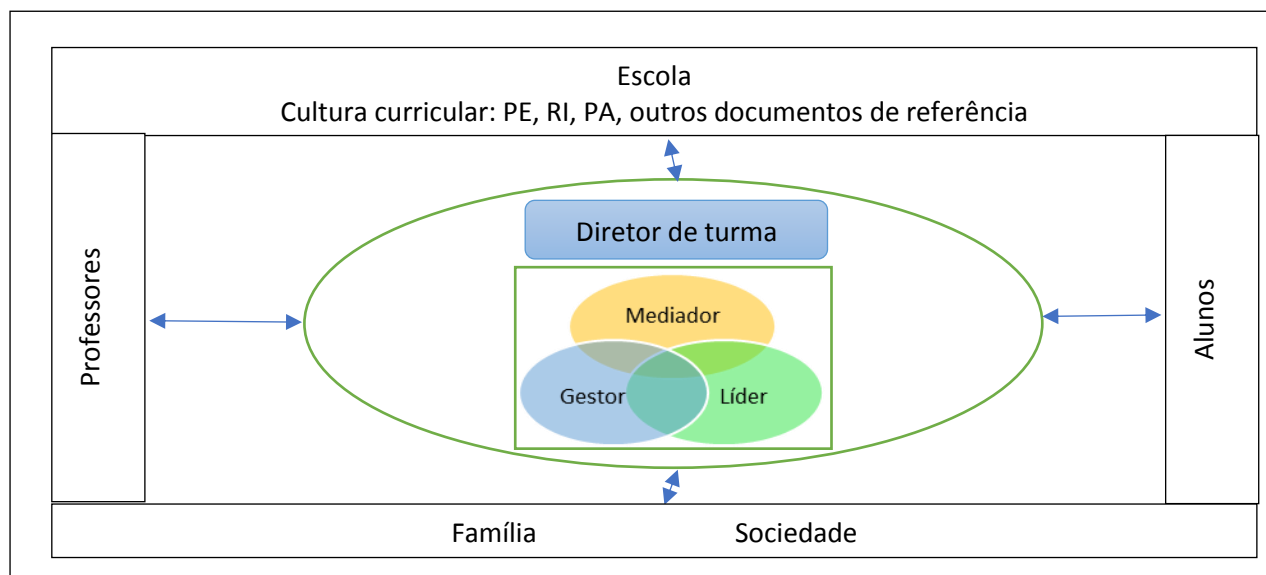 Escola
Cultura curricular: PE, RI, PA, outros documentos de referência
Professores
Diretor de turma
Mediador
Gestor
Líder
Alunos
Família Sociedade